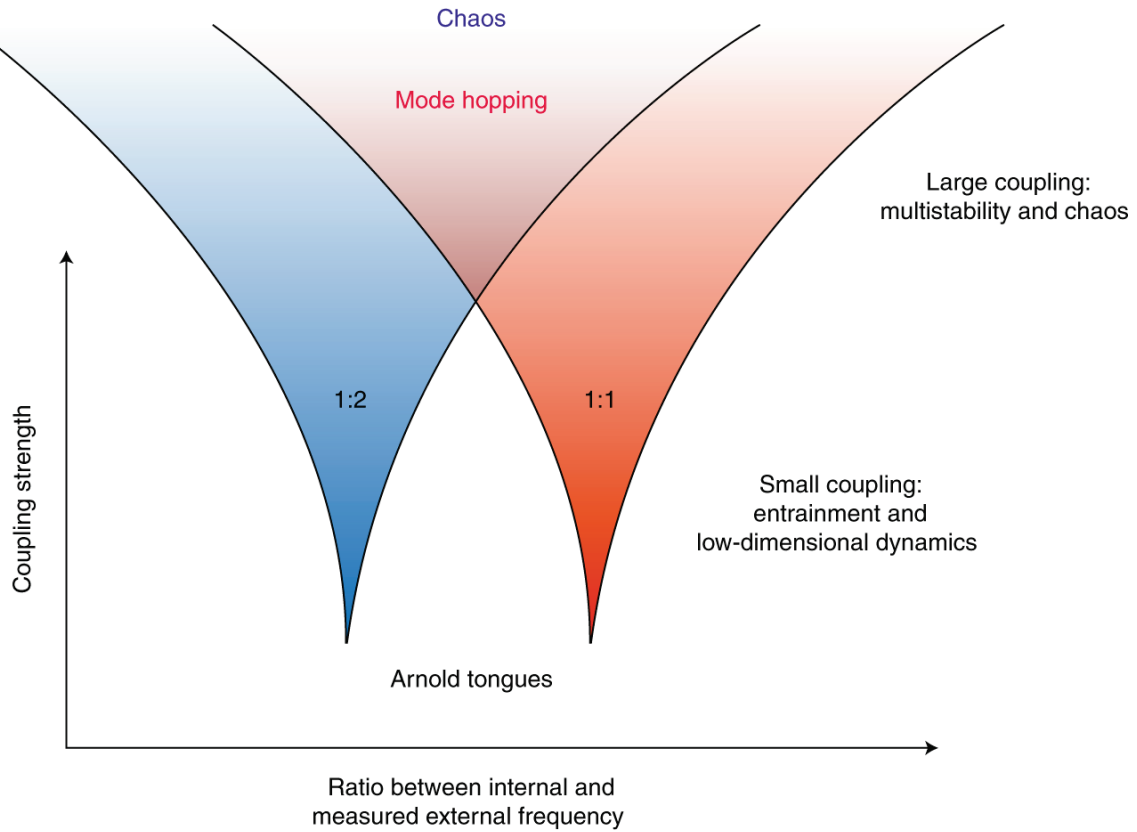 Chaos
Mode hopping
Large coupling:
multistability and chaos
1:2
1:1
Coupling strength
Small coupling:
entrainment and
low-dimensional dynamics
Arnold tongues
Ratio between internal and
measured external frequency